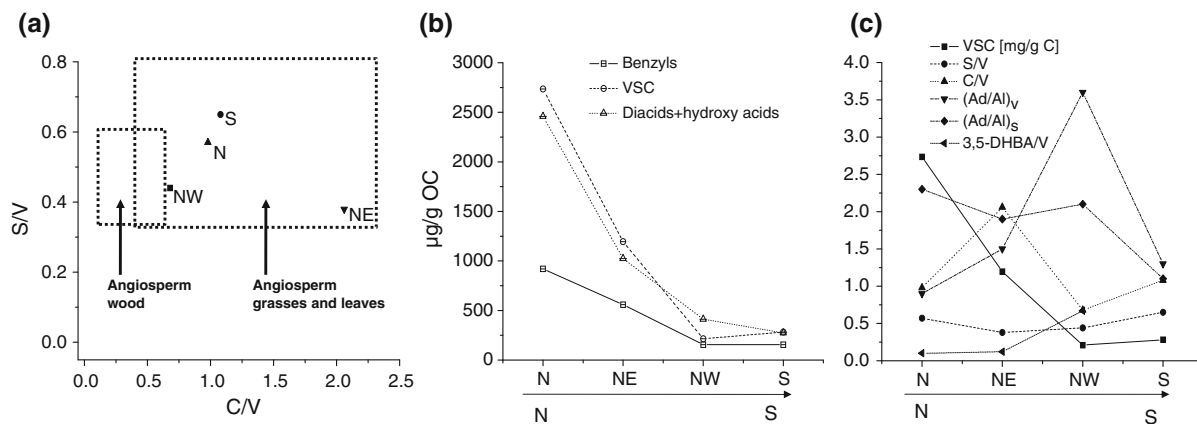 (a)
0.8
0.6
0.4
0.2
0.0
S/V
S
N
NW
NE
Angiosperm
wood
Angiosperm
grasses and leaves
0.0 0.5 1.0 1.5 2.0 2.5
C/V
(b)
3000
2500
2000
1500
1000
500
0
µg/g OC
Benzyls
VSC
Diacids+hydroxy acids
N NE NW S
N S
(c)
4.0
3.5
3.0
2.5
2.0
1.5
1.0
0.5
0.0
VSC [mg/g C]
S/V
C/V
(Ad/Al)V
(Ad/Al)S
3,5-DHBA/V
N NE NW S
N S